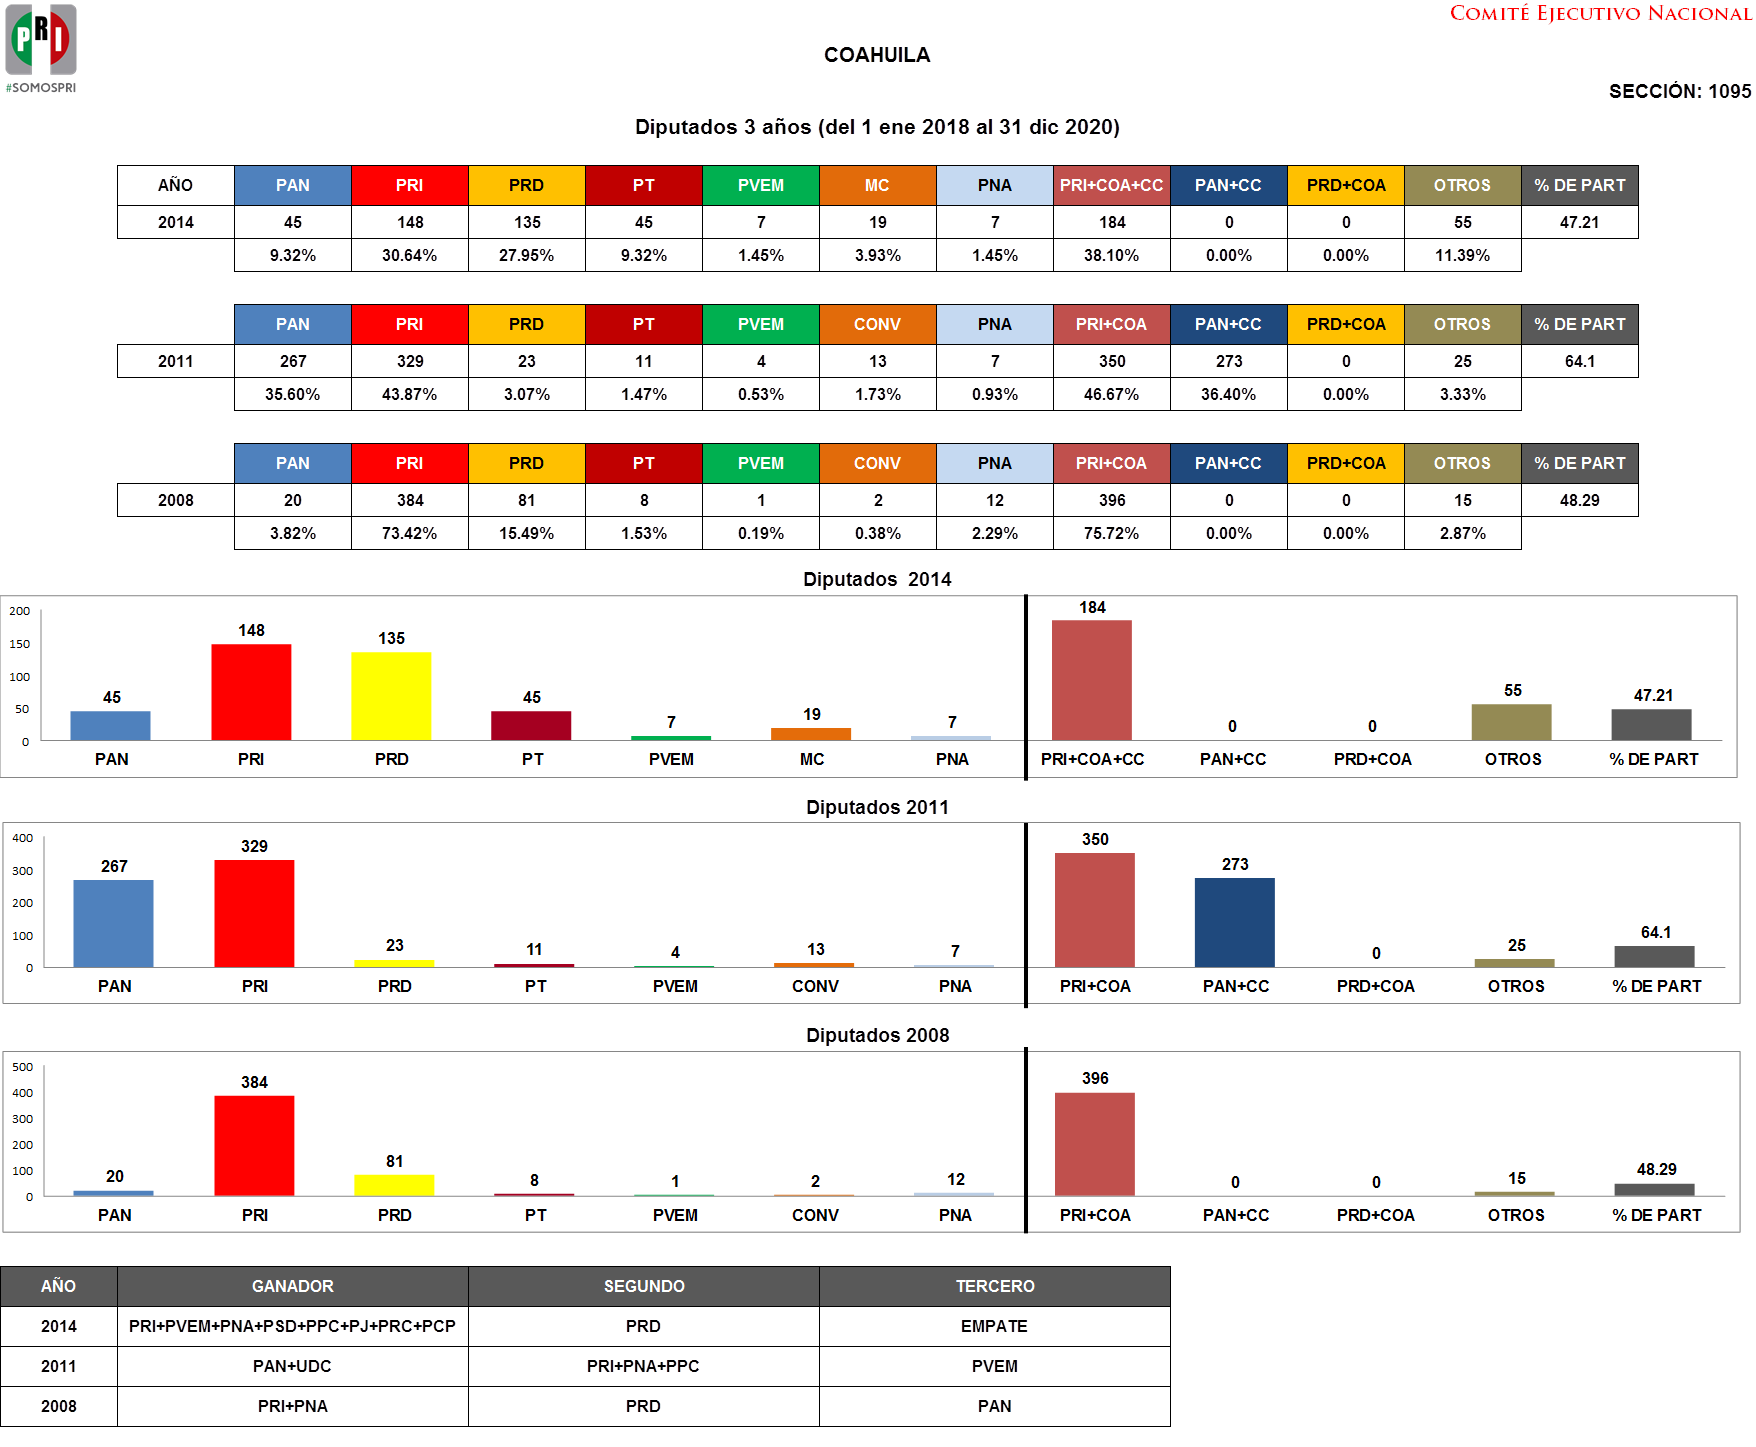 PRI
#SOMOSPRI
COMITÉ EJECUTIVO NACIONAL
COAHUILA
SECCIÓN: 1095
Diputados 3 años (del 1 ene 2018 al 31 dic 2020)
AÑO PAN PRI PRD PT PVEM MC PNA PRI+COA+CC PAN+CC PRD+COA OTROS % DE PART
2014 45 148 135 45 7 19 7 184 0 0 55 47.21
9.32% 30.64% 27.95% 9.32% 1.45% 3.93% 1.45% 38.10% 0.00% 0.00% 11.39%
PAN PRI PRD PT PVEM CONV PNA PRI+COA PAN+CC PRD+COA OTROS % DE PART
2011 267 329 23 11 4 13 7 350 273 0 25 64.1
35.60% 43.87% 3.07% 1.47% 0.53% 1.73% 0.93% 46.67% 36.40% 0.00% 3.33%
PAN PRI PRD PT PVEM CONV PNA PRI+COA PAN+CC PRD+COA OTROS % DE PART
2008 20 384 81 8 1 2 12 396 0 0 15 48.29
3.82% 73.42% 15.49% 1.53% 0.19% 0.38% 2.29% 75.72% 0.00% 0.00% 2.87%
Diputados 2014
200
150
100
50
0
45 148 135 45 7 19 7 184 0 0 55 47.21
PAN PRI PRD PT PVEM MC PNA PRI+COA+CC PAN+CC PRD+COA OTROS % DE PART
Diputados 2011
400
300
200
100
0
267 329 23 11 4 13 7 350 273 0 25 64.1
PAN PRI PRD PT PVEM CONV PNA PRI+COA PAN+CC PRD+COA OTROS % DE PART
Diputados 2008
500
400
300
200
100
0
20 384 81 8 1 2 12 396 0 0 15 48.29
PAN PRI PRD PT PVEM CONV PNA PRI+COA PAN+CC PRD+COA OTROS % DE PART
AÑO GANADOR SEGUNDO TERCERO
2014 PRI+PVEM+PNA+PSD+PPC+PJ+PRC+PCP PRD EMPATE
2011 PAN+UDC PRI+PNA+PPC PVEM
2008 PRI+PNA PRD PAN